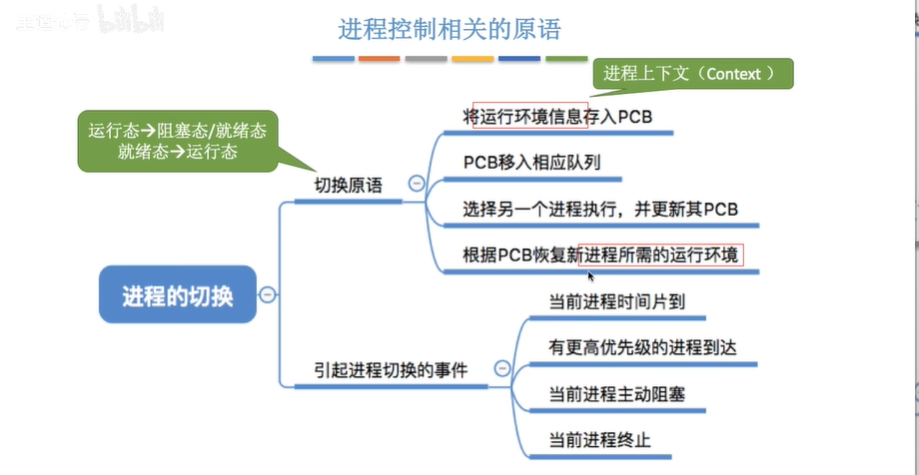 进程控制相关的原语
进程上下文（Context ）
将运行环境信息存入PCB
运行态→阻塞态/就绪态
就绪态→运行态
PCB移入相应队列
切换原语
选择另一个进程执行，并更新其PCB
根据PCB恢复新进程所需的运行环境
进程的切换
当前进程时间片到
有更高优先级的进程到达
引起进程切换的事件
当前进程主动阻塞
当前进程终止